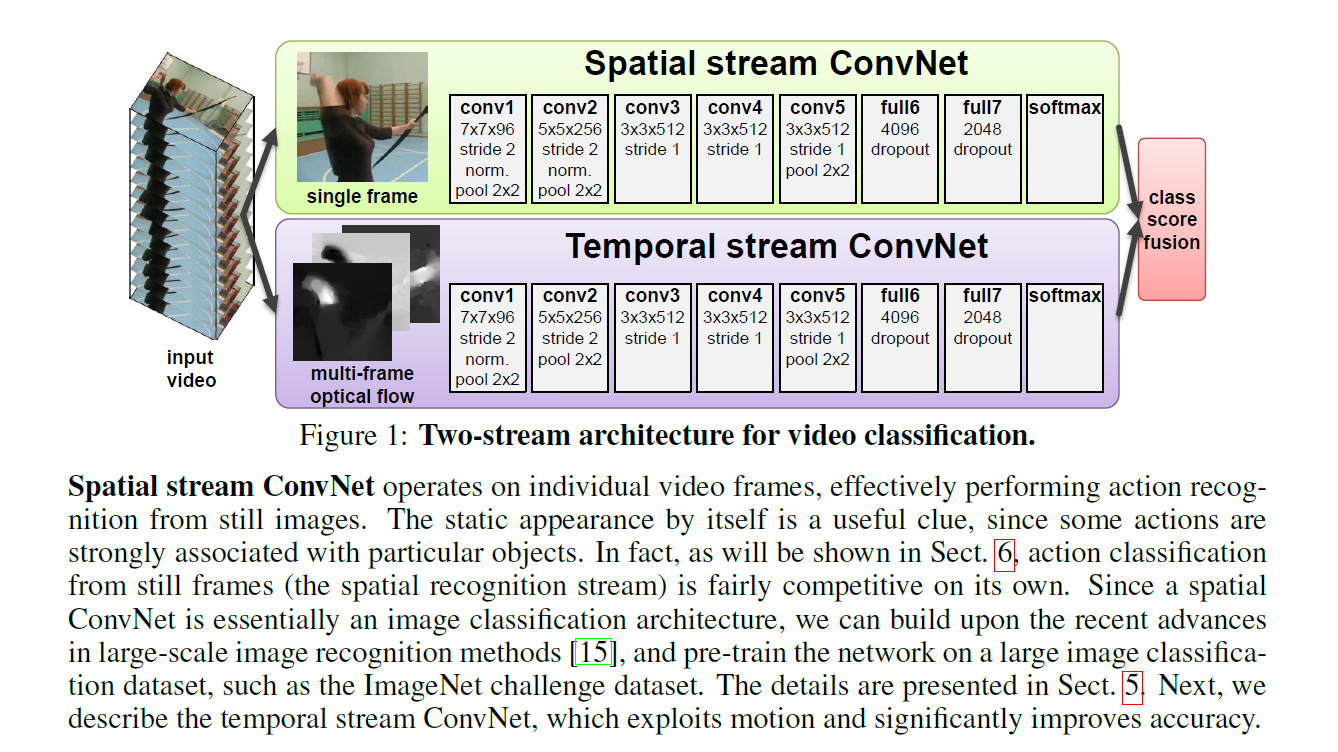 Spatial stream ConvNet
single frame
conv1
7x7x96
stride 2
norm.
pool 2x2
conv2
5x5x256
stride 2
norm.
pool 2x2
conv3
3x3x512
stride 1
conv4
3x3x512
stride 1
conv5
3x3x512
stride 1
pool 2x2
full6
4096
dropout
full7
2048
dropout
softmax
Temporal stream ConvNet
input
video
multi-frame
optical flow
conv1
7x7x96
stride 2
norm.
pool 2x2
conv2
5x5x256
stride 2
pool 2x2
conv3
3x3x512
stride 1
conv4
3x3x512
stride 1
conv5
3x3x512
stride 1
pool 2x2
full6
4096
dropout
full7
2048
dropout
softmax
class
score
fusion
Figure 1: Two-stream architecture for video classification.
Spatial stream ConvNet operates on individual video frames, effectively performing action recog-
nition from still images. The static appearance by itself is a useful clue, since some actions are
strongly associated with particular objects. In fact, as will be shown in Sect. 6, action classification
from still frames (the spatial recognition stream) is fairly competitive on its own. Since a spatial
ConvNet is essentially an image classification architecture, we can build upon the recent advances
in large-scale image recognition methods [15], and pre-train the network on a large image classifica-
tion dataset, such as the ImageNet challenge dataset. The details are presented in Sect. 5. Next, we
describe the temporal stream ConvNet, which exploits motion and significantly improves accuracy.